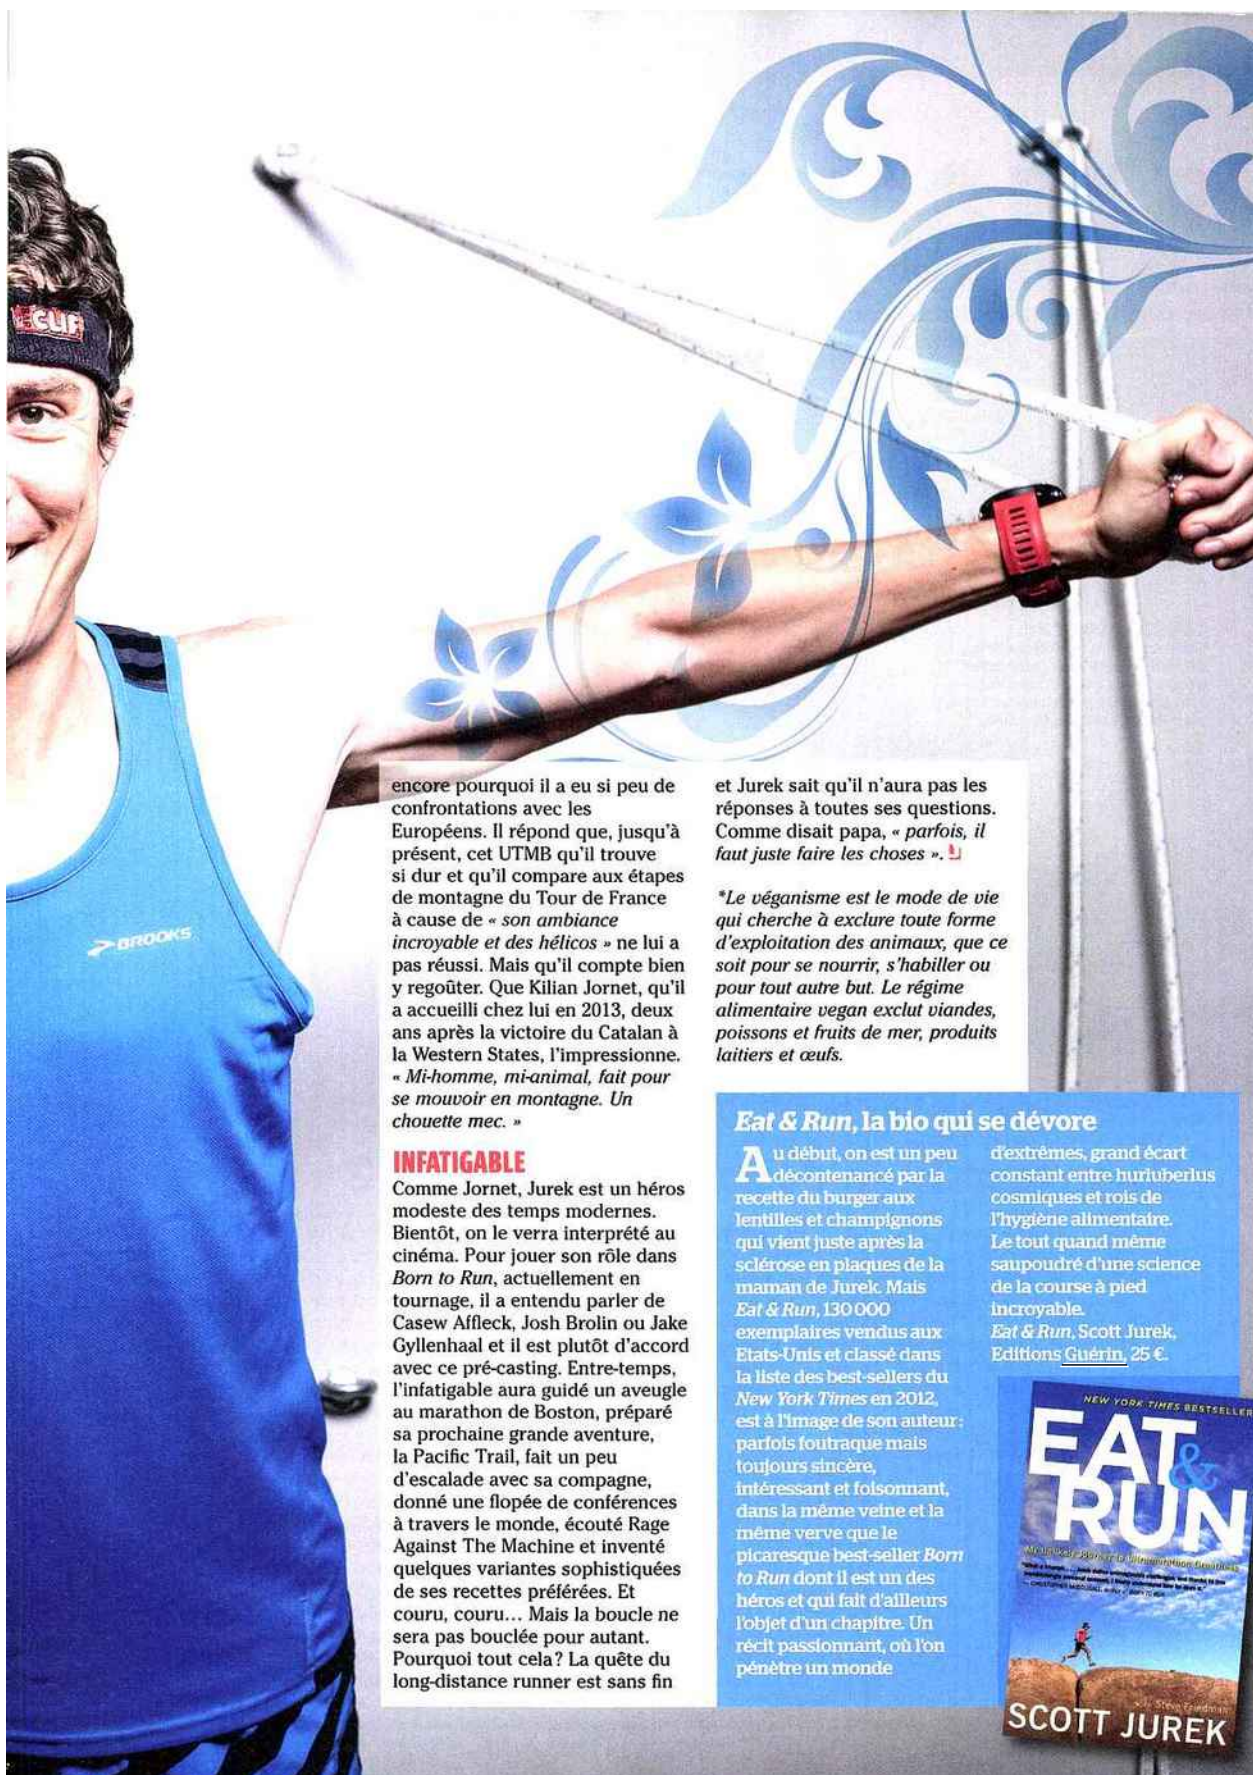 CLIF
BROOKS
encore pourquoi il a eu si peu de
confrontations avec les
Européens. Il répond que, jusqu'à
présent, cet UTMB qu'il trouve
si dur et qu'il compare aux étapes
de montagne du Tour de France
à cause de « son ambiance
incroyable et des hélicos » ne lui a
pas réussi. Mais qu'il compte bien
y regoûter. Que Kilian Jornet, qu'il
a accueilli chez lui en 2013, deux
ans après la victoire du Catalan à
la Western States, l'impressionne.
« Mi-homme, mi-animal, fait pour
se mouvoir en montagne. Un
chouette mec. »
INFATIGABLE
Comme Jornet, Jurek est un héros
modeste des temps modernes.
Bientôt, on le verra interprété au
cinéma. Pour jouer son rôle dans
Born to Run, actuellement en
tournage, il a entendu parler de
Casew Affleck, Josh Brolin ou Jake
Gyllenhaal et il est plutôt d'accord
avec ce pré-casting. Entre-temps,
l'infatigable aura guidé un aveugle
au marathon de Boston, préparé
sa prochaine grande aventure,
la Pacific Trail, fait un peu
d'escalade avec sa compagne,
donné une flopée de conférences
à travers le monde, écouté Rage
Against The Machine et inventé
quelques variantes sophistiquées
de ses recettes préférées. Et
couru, couru... Mais la boucle ne
sera pas bouclée pour autant.
Pourquoi tout cela ? La quête du
long-distance runner est sans fin
et Jurek sait qu'il n'aura pas les
réponses à toutes ses questions.
Comme disait papa, « parfois, il
faut juste faire les choses ».
*Le véganisme est le mode de vie
qui cherche à exclure toute forme
d'exploitation des animaux, que ce
soit pour se nourrir, s'habiller ou
pour tout autre but. Le régime
alimentaire vegan exclut viandes,
poissons et fruits de mer, produits
laitiers et œufs.
Eat & Run, la bio qui se dévore
Au début, on est un peu
décontenancé par la
recette du burger aux
lentilles et champignons
qui vient juste après la
sclérose en plaques de la
maman de Jurek. Mais
Eat & Run, 130 000
exemplaires vendus aux
Etats-Unis et classé dans
la liste des best-sellers du
New York Times en 2012,
est à l'image de son auteur :
parfois foutraque mais
toujours sincère,
intéressant et foisonnant,
dans la même veine et la
même verve que le
picaresque best-seller Born
to Run dont il est un des
héros et qui fait d'ailleurs
l'objet d'un chapitre. Un
récit passionnant, où l'on
pénètre un monde
d'extrêmes, grand écart
constant entre hurluberlus
cosmiques et rois de
l'hygiène alimentaire.
Le tout quand même
saupoudré d'une science
de la course à pied
incroyable.
Eat & Run, Scott Jurek,
Editions Guérin, 25 €.
NEW YORK TIMES BESTSELLER
EAT &
RUN
My Unlikely Journey to Ultramarathon Greatness
Steve Friedman
SCOTT JUREK